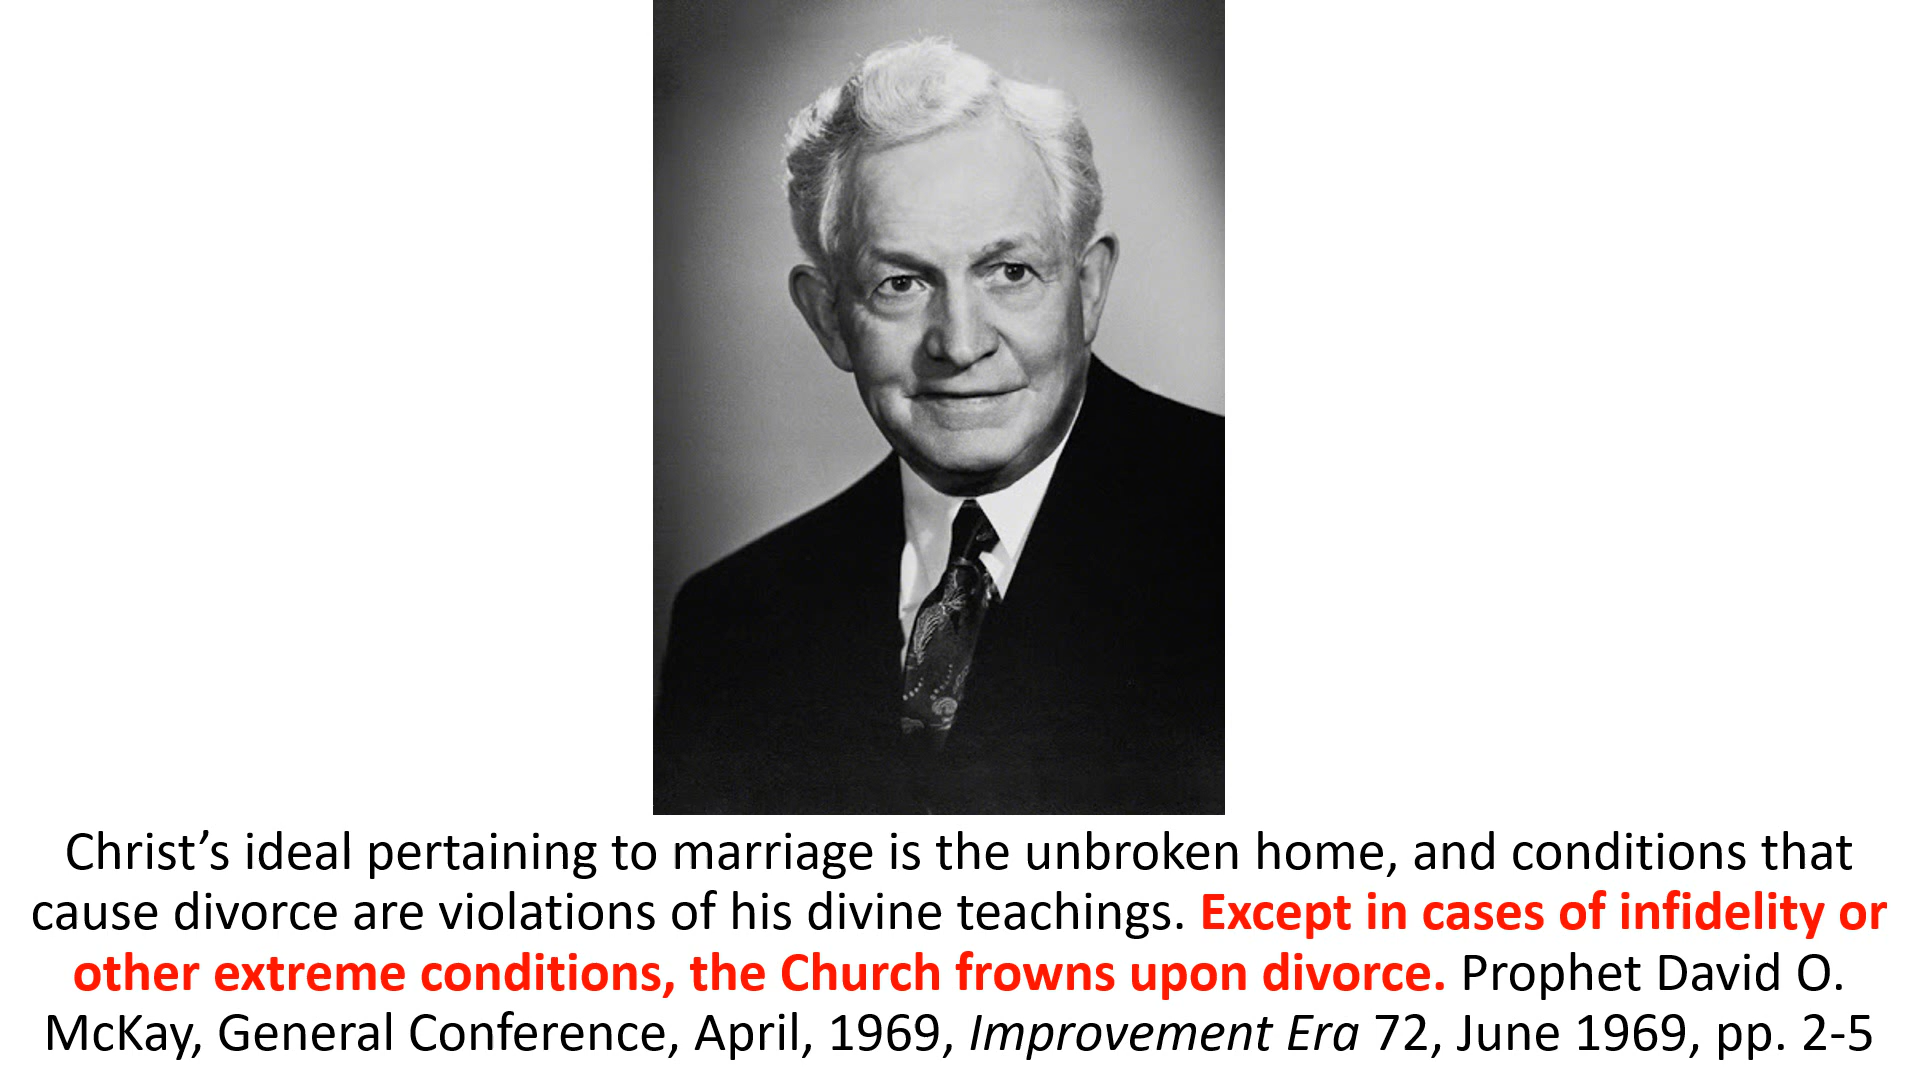 Christ’s ideal pertaining to marriage is the unbroken home, and conditions that
cause divorce are violations of his divine teachings. Except in cases of infidelity or
other extreme conditions, the Church frowns upon divorce. Prophet David O.
McKay, General Conference, April, 1969, Improvement Era 72, June 1969, pp. 2-5